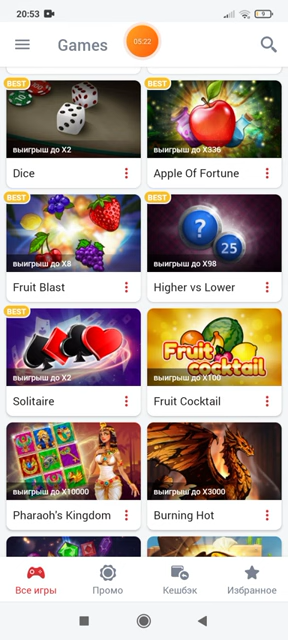 20:53
9
Games
05:22
BEST
выигрыш до X2
Dice
BEST
выигрыш до X336
Apple Of Fortune
BEST
выигрыш до X8
Fruit Blast
BEST
?
25
выигрыш до X98
Higher vs Lower
BEST
выигрыш до X2
Solitaire
Fruit cocktail
выигрыш до X100
Fruit Cocktail
выигрыш до X10000
Pharaoh's Kingdom
выигрыш до X3000
Burning Hot
Все игры
Промо
Кешбэк
Избранное